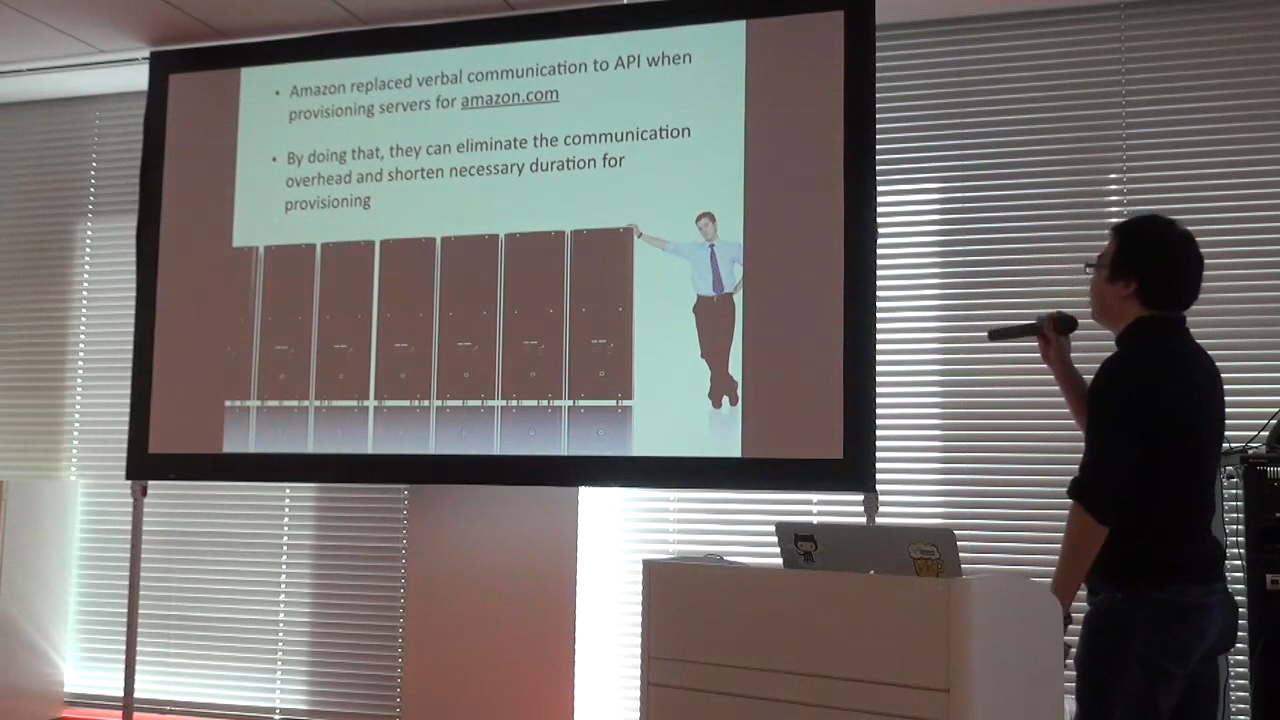 • Amazon replaced verbal communication to API when
provisioning servers for amazon.com
• By doing that, they can eliminate the communication
overhead and shorten necessary duration for
provisioning